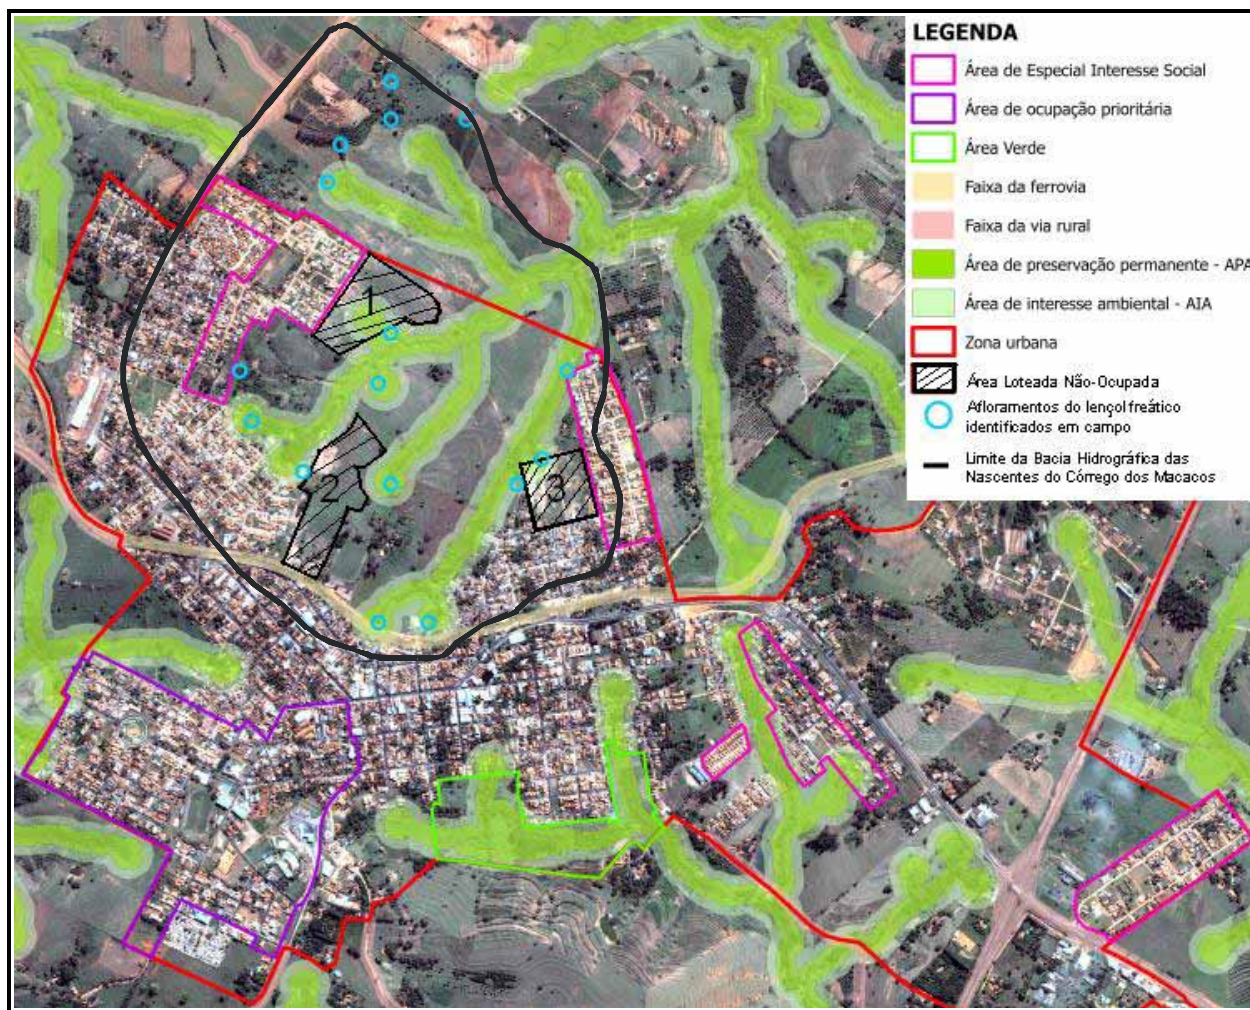 LEGENDA
Área de Especial Interesse Social
Área de ocupação prioritária
Área Verde
Faixa da ferrovia
Faixa da via rural
Área de preservação permanente - APA
Área de interesse ambiental - AIA
Zona urbana
Área Loteada Não-Ocupada
Afloramentos do lençol freático
identificados em campo
Limite da Bacia Hidrográfica das
Nascentes do Córrego dos Macacos
1
2
3